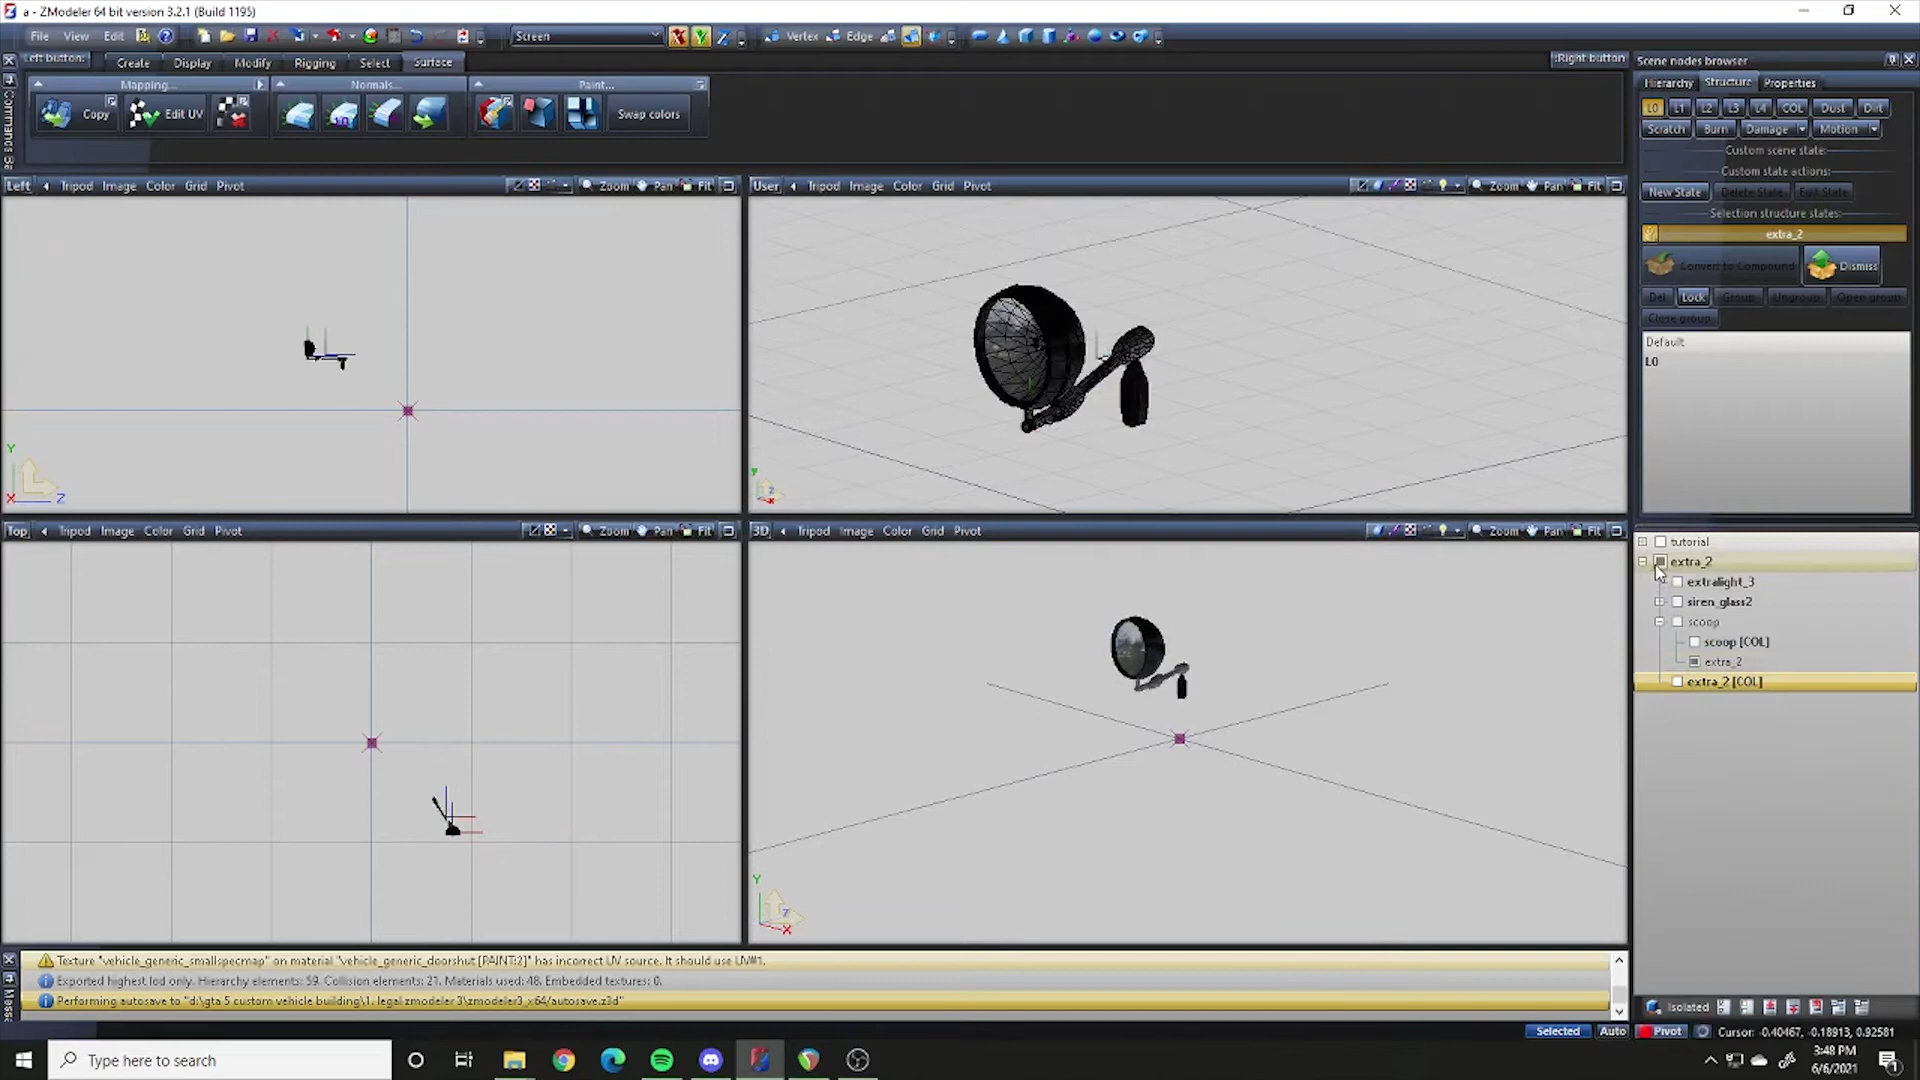 a - ZModeler 64 bit version 3.2.1 (Build 1195)
File View Edit Screen Vertex Edge
Left button: Create Display Modify Rigging Select Surface :Right button
Mapping... Normals... Paint...
Copy Edit UV Swap colors
Scene nodes browser
Hierarchy Structure Properties
L0 L1 L2 L3 L4 COL Dust Dirt
Scratch Burn Damage Motion
Custom scene state:
Custom state actions:
New State Delete State Edit State
Selection structure states:
extra_2
Convert to Compound Dismiss
Del Lock Group Ungroup Open group
Close group
Default
L0
Left Tripod Image Color Grid Pivot Zoom Pan Fit
User Tripod Image Color Grid Pivot Zoom Pan Fit
Y
X Z
Top Tripod Image Color Grid Pivot Zoom Pan Fit
3D Tripod Image Color Grid Pivot Zoom Pan Fit
Y
Z
X
tutorial
extra_2
extralight_3
siren_glass2
scoop
scoop [COL]
extra_2
extra_2 [COL]
Texture "vehicle_generic_smallspecmap" on material "vehicle_generic_doorshut [PAINT:2]" has incorrect UV source. It should use UV#1.
Exported highest lod only. Hierarchy elements: 59. Collision elements: 21. Materials used: 48. Embedded textures: 0.
Performing autosave to "d:\gta 5 custom vehicle building\1. legal zmodeler 3\zmodeler3_x64/autosave.z3d"
Isolated
Selected Auto Pivot Cursor: -0.40467, -0.18913, 0.92581
Type here to search
3:48 PM
6/6/2021